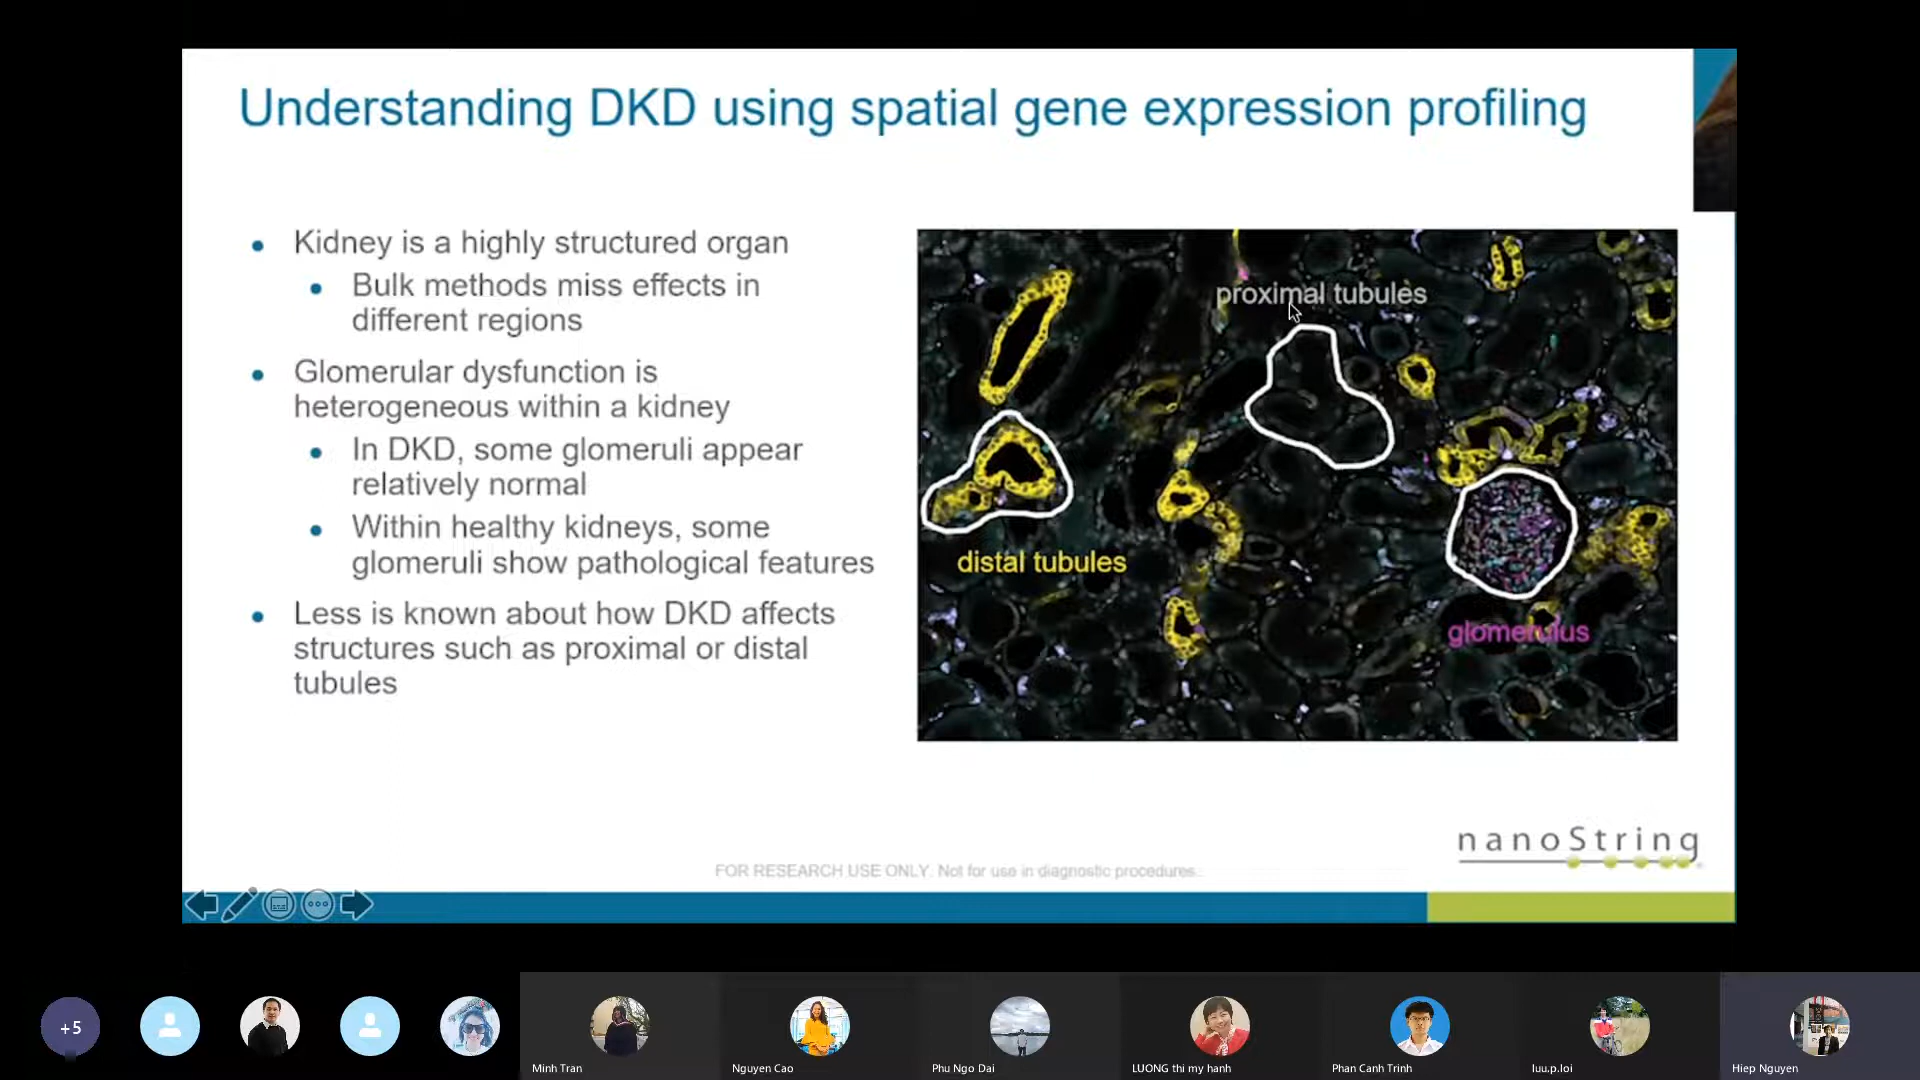 Understanding DKD using spatial gene expression profiling
Kidney is a highly structured organ
Bulk methods miss effects in
different regions
Glomerular dysfunction is
heterogeneous within a kidney
In DKD, some glomeruli appear
relatively normal
Within healthy kidneys, some
glomeruli show pathological features
Less is known about how DKD affects
structures such as proximal or distal
tubules
proximal tubules
distal tubules
glomerulus
nanoString
FOR RESEARCH USE ONLY. Not for use in diagnostic procedures.
+5
Minh Tran
Nguyen Cao
Phu Ngo Dai
LUONG thi my hanh
Phan Canh Trinh
luu.p.loi
Hiep Nguyen